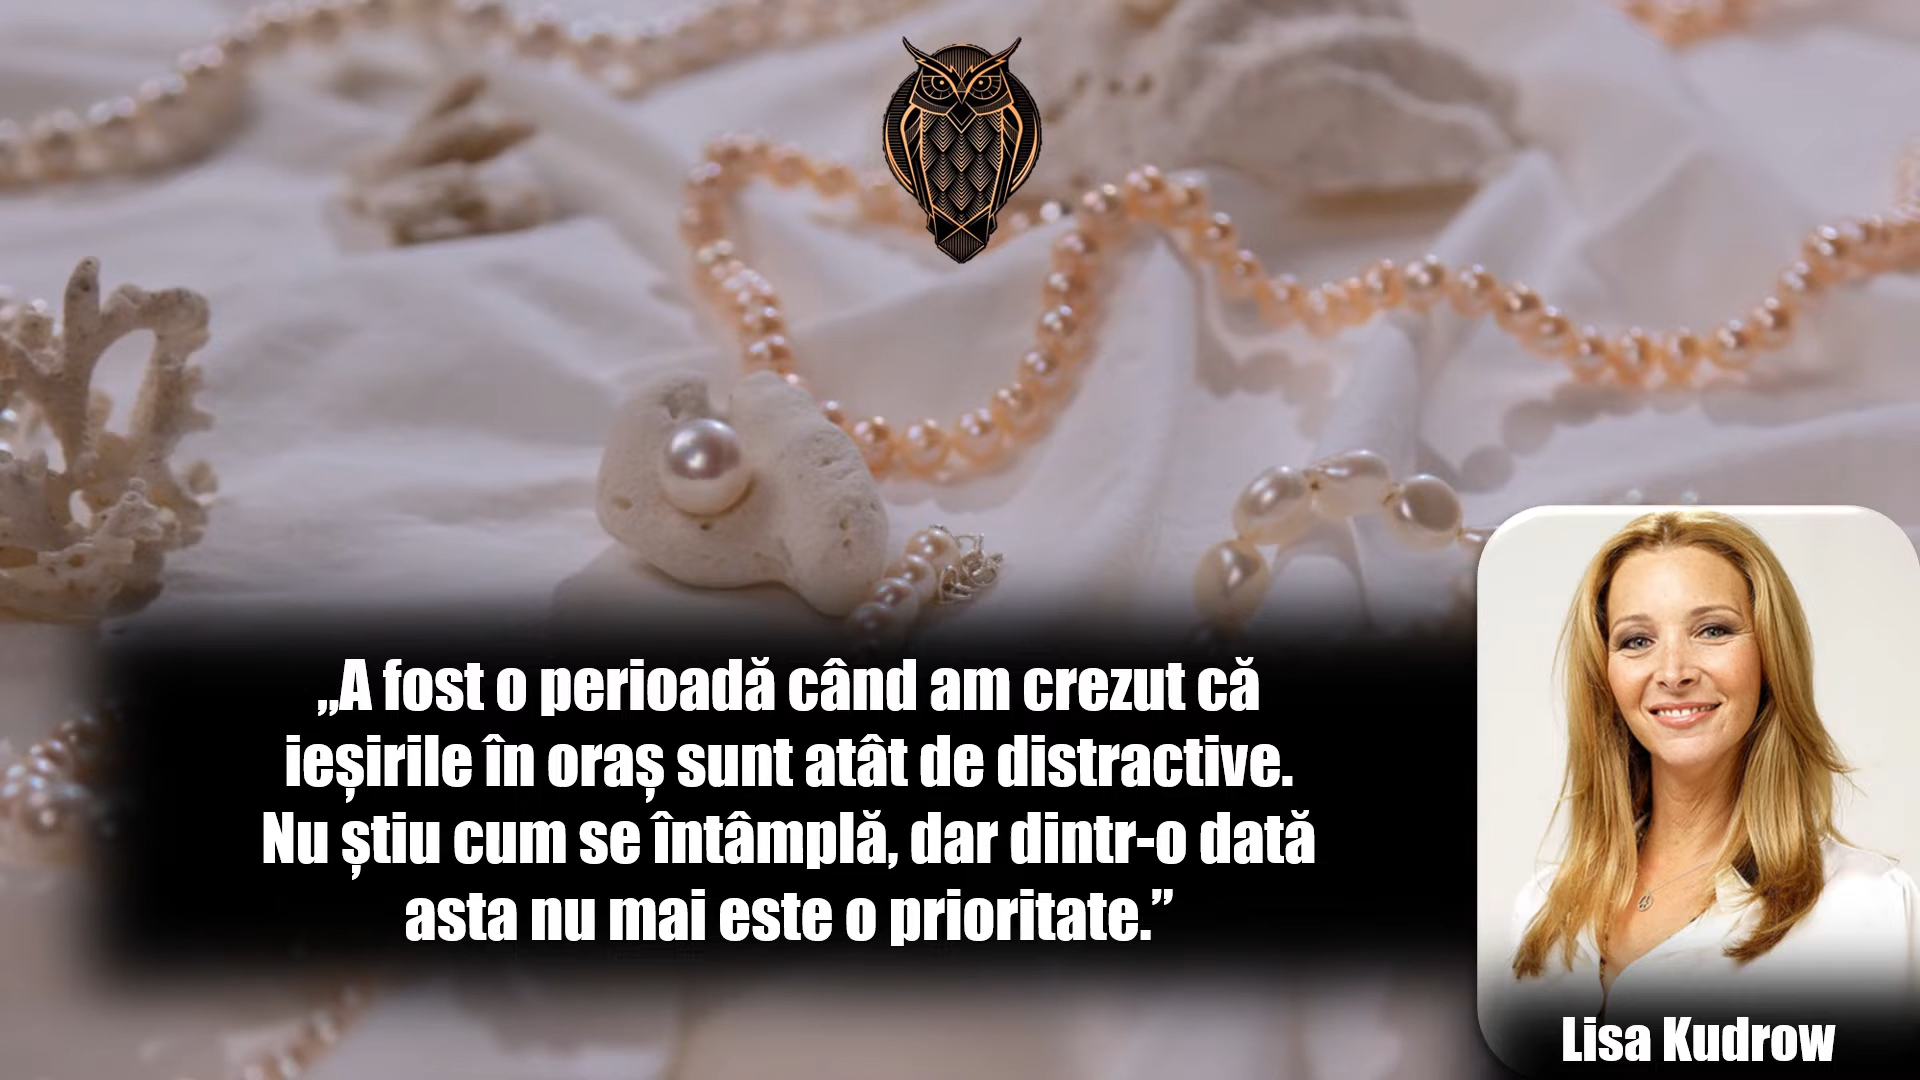 „A fost o perioadă când am crezut că
ieșirile în oraș sunt atât de distractive.
Nu știu cum se întâmplă, dar dintr-o dată
asta nu mai este o prioritate.”
Lisa Kudrow